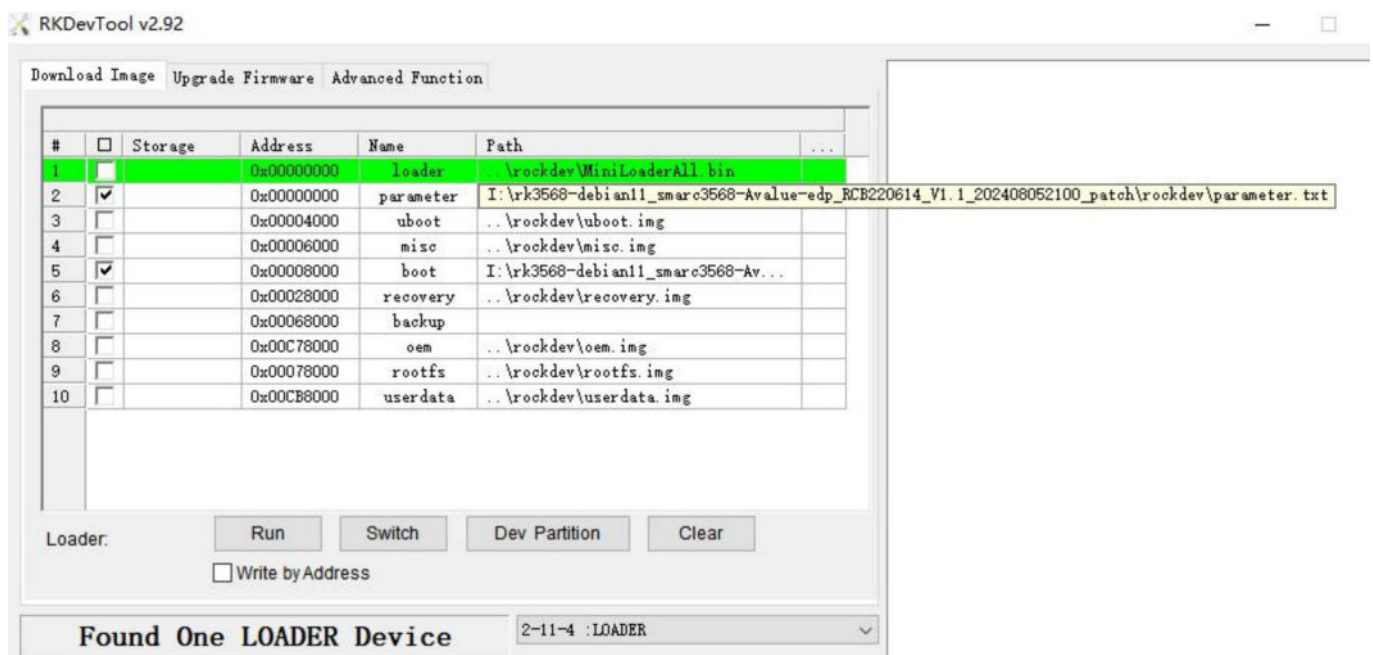 RKDevTool v2.92
Download Image Upgrade Firmware Advanced Function
# Storage Address Name Path ...
1 0x00000000 loader ..\rockdev\MiniLoaderAll.bin
2 0x00000000 parameter I:\rk3568-debian11_smarc3568-Avalue-edp_RCB220614_V1.1_202408052100_patch\rockdev\parameter.txt
3 0x00004000 uboot ..\rockdev\uboot.img
4 0x00006000 misc ..\rockdev\misc.img
5 0x00008000 boot I:\rk3568-debian11_smarc3568-Av...
6 0x00028000 recovery ..\rockdev\recovery.img
7 0x00068000 backup
8 0x00C78000 oem ..\rockdev\oem.img
9 0x00078000 rootfs ..\rockdev\rootfs.img
10 0x00CB8000 userdata ..\rockdev\userdata.img
Loader: Run Switch Dev Partition Clear
Write by Address
Found One LOADER Device 2-11-4 :LOADER